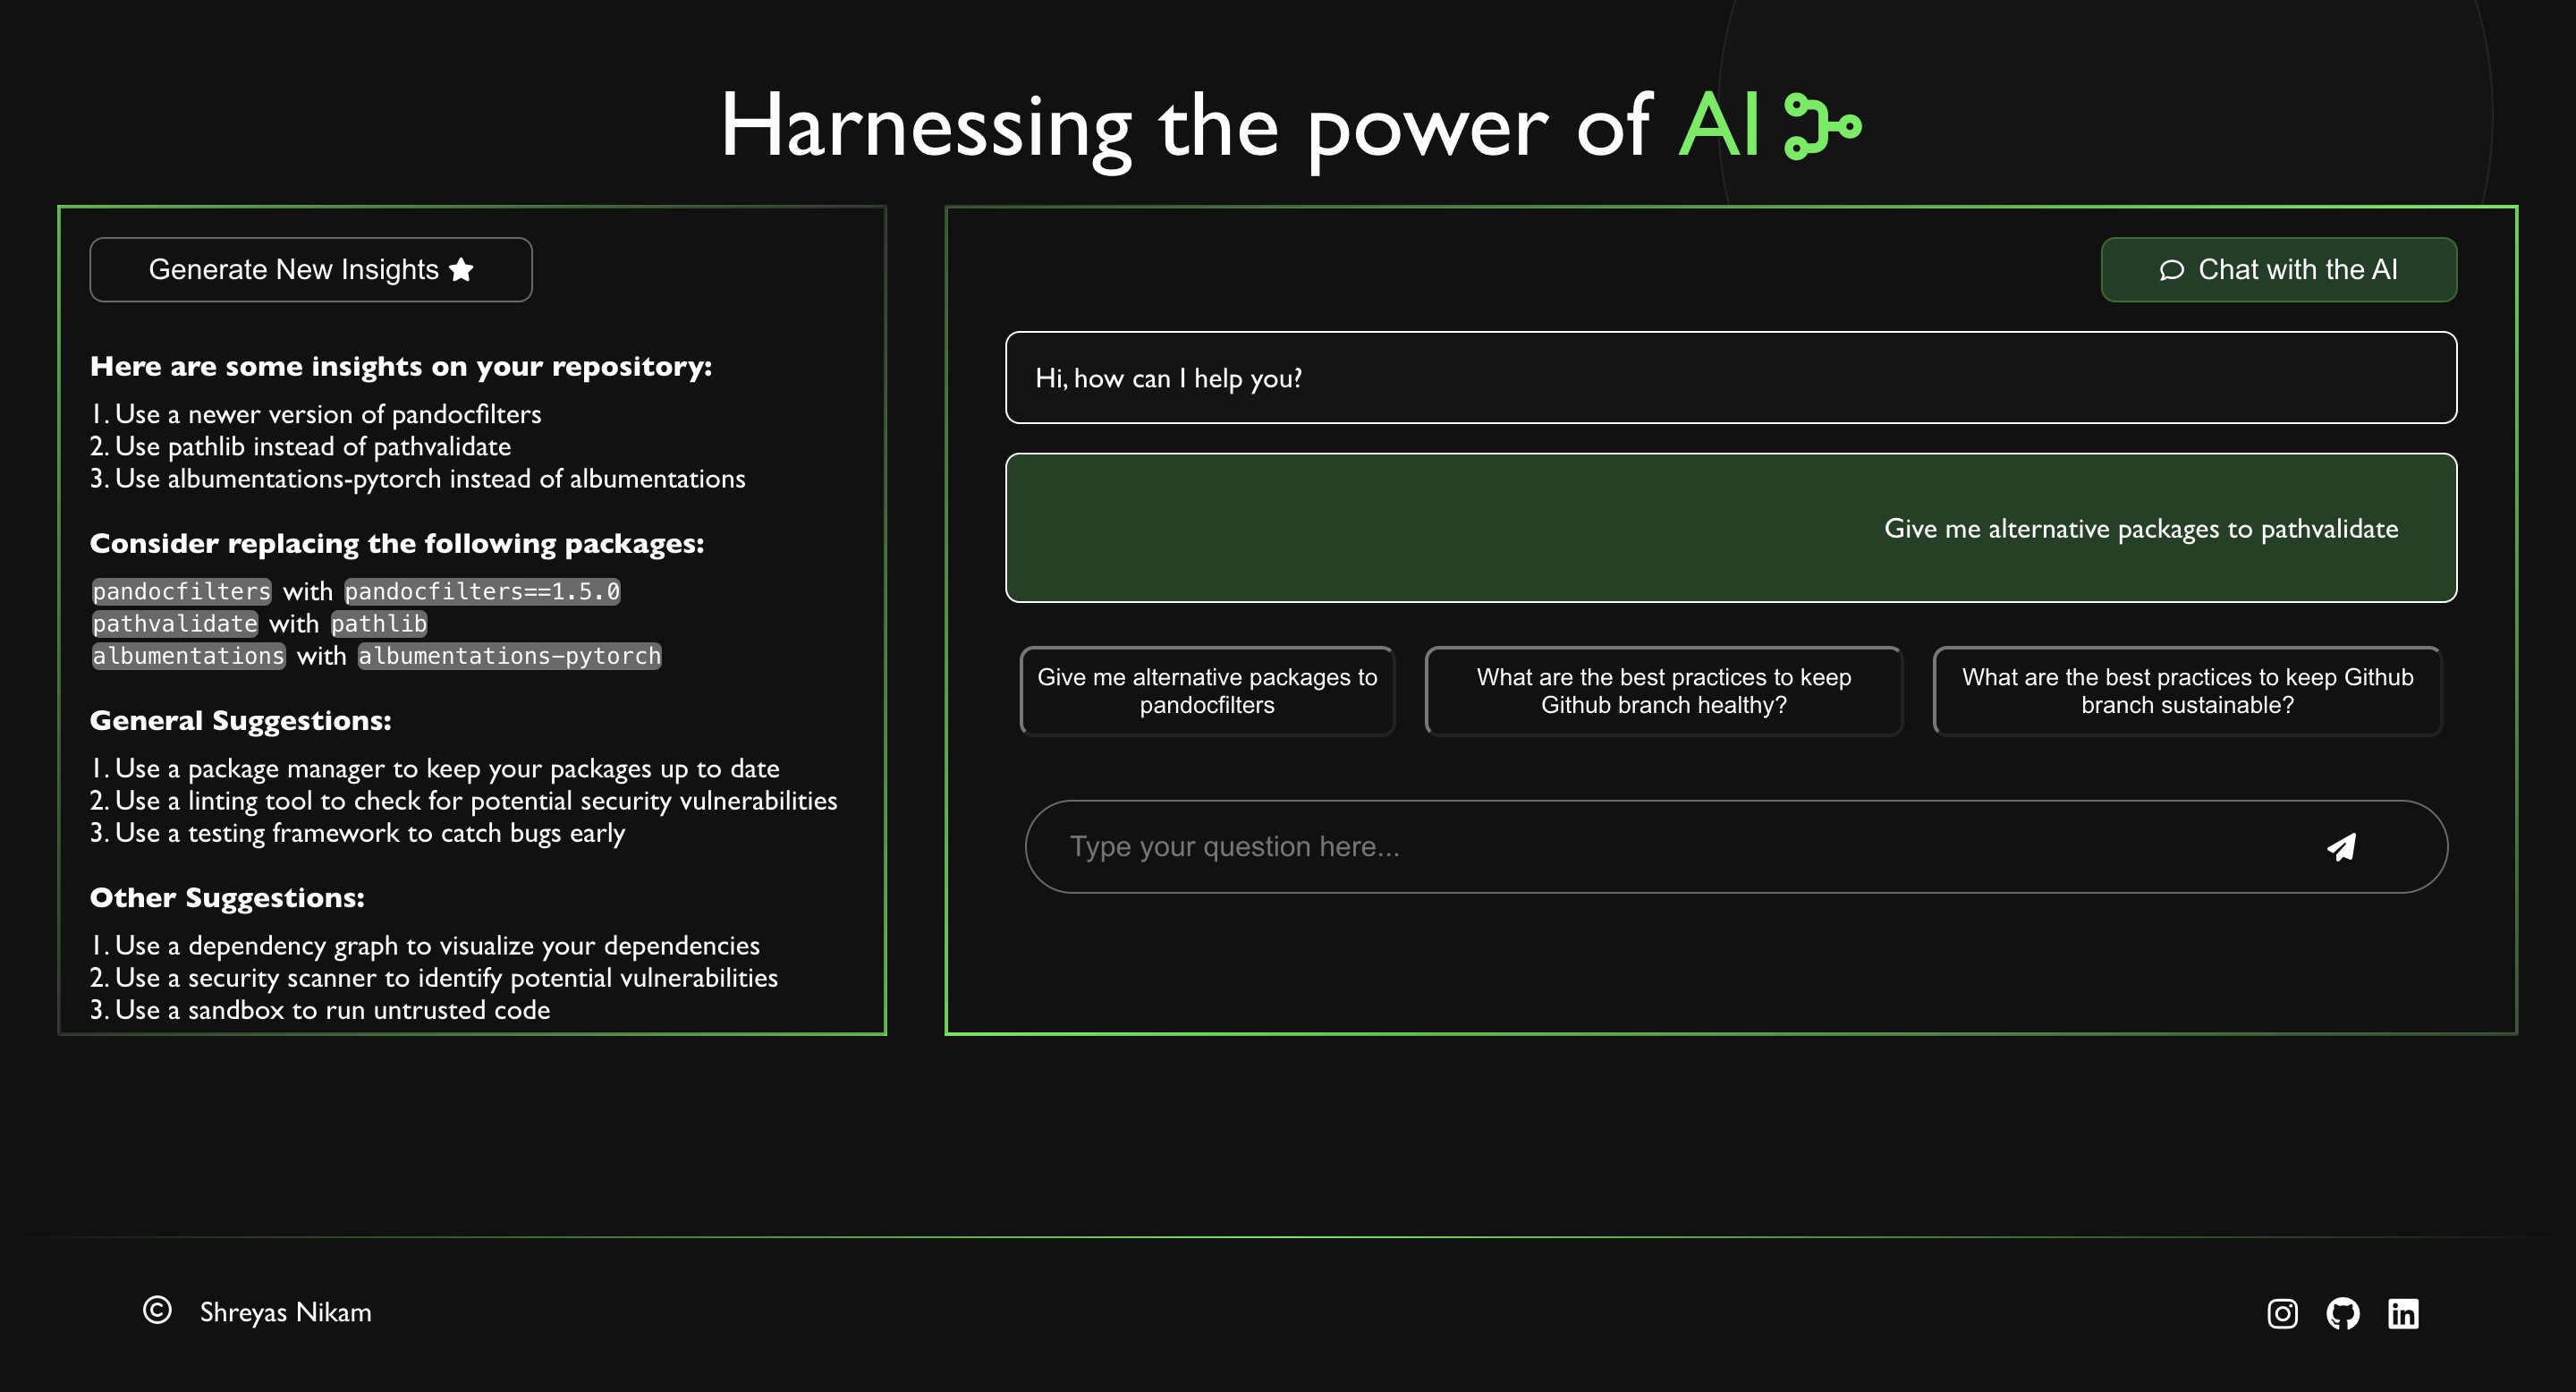 Harnessing the power of AI
Generate New Insights
Here are some insights on your repository:
1. Use a newer version of pandocfilters
2. Use pathlib instead of pathvalidate
3. Use albumentations-pytorch instead of albumentations
Consider replacing the following packages:
pandocfilters with pandocfilters==1.5.0
pathvalidate with pathlib
albumentations with albumentations-pytorch
General Suggestions:
1. Use a package manager to keep your packages up to date
2. Use a linting tool to check for potential security vulnerabilities
3. Use a testing framework to catch bugs early
Other Suggestions:
1. Use a dependency graph to visualize your dependencies
2. Use a security scanner to identify potential vulnerabilities
3. Use a sandbox to run untrusted code
Chat with the AI
Hi, how can I help you?
Give me alternative packages to pathvalidate
Give me alternative packages to
pandocfilters
What are the best practices to keep
Github branch healthy?
What are the best practices to keep Github
branch sustainable?
Type your question here...
© Shreyas Nikam